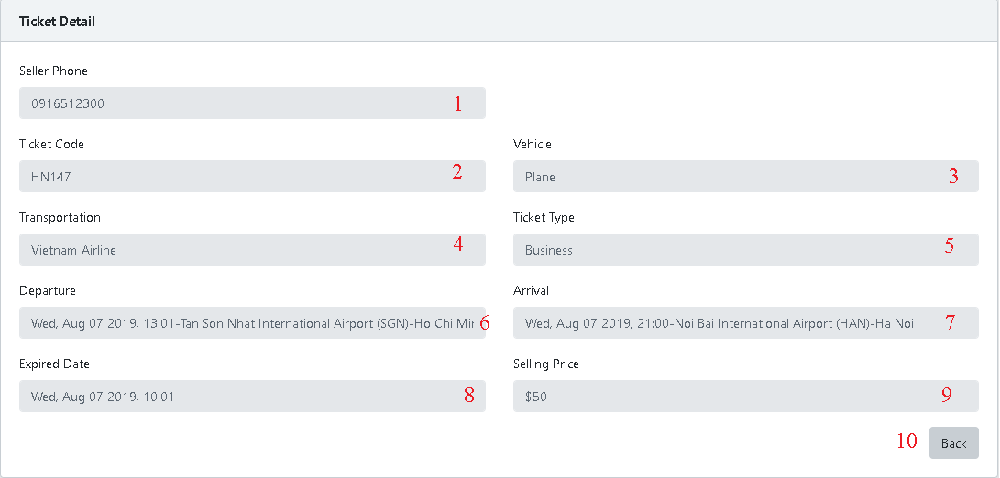 Ticket Detail
Seller Phone
0916512300 1
Ticket Code Vehicle
HN147 2 Plane 3
Transportation Ticket Type
Vietnam Airline 4 Business 5
Departure Arrival
Wed, Aug 07 2019, 13:01-Tan Son Nhat International Airport (SGN)-Ho Chi Mir 6 Wed, Aug 07 2019, 21:00-Noi Bai International Airport (HAN)-Ha Noi 7
Expired Date Selling Price
Wed, Aug 07 2019, 10:01 8 $50 9
10 Back